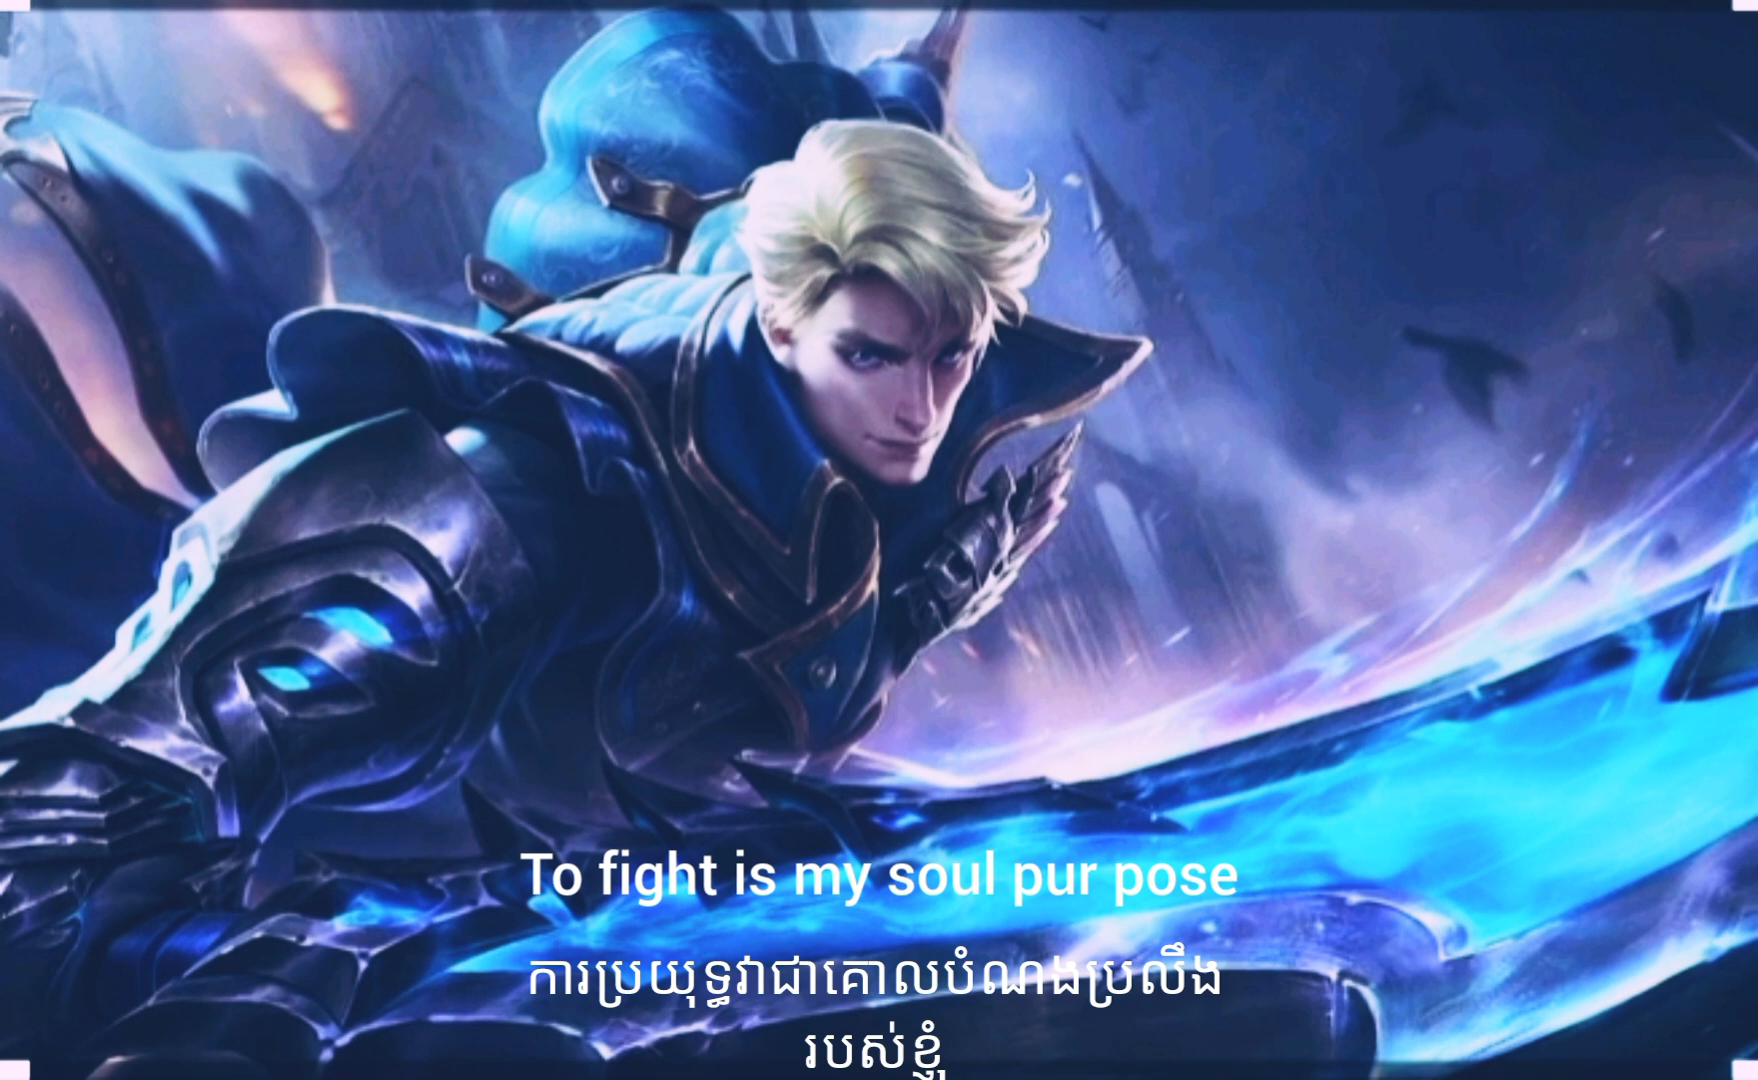 To fight is my soul pur pose
ការប្រយុទ្ធវាជាគោលបំណងប្រលឹង
របស់ខ្ញុំ